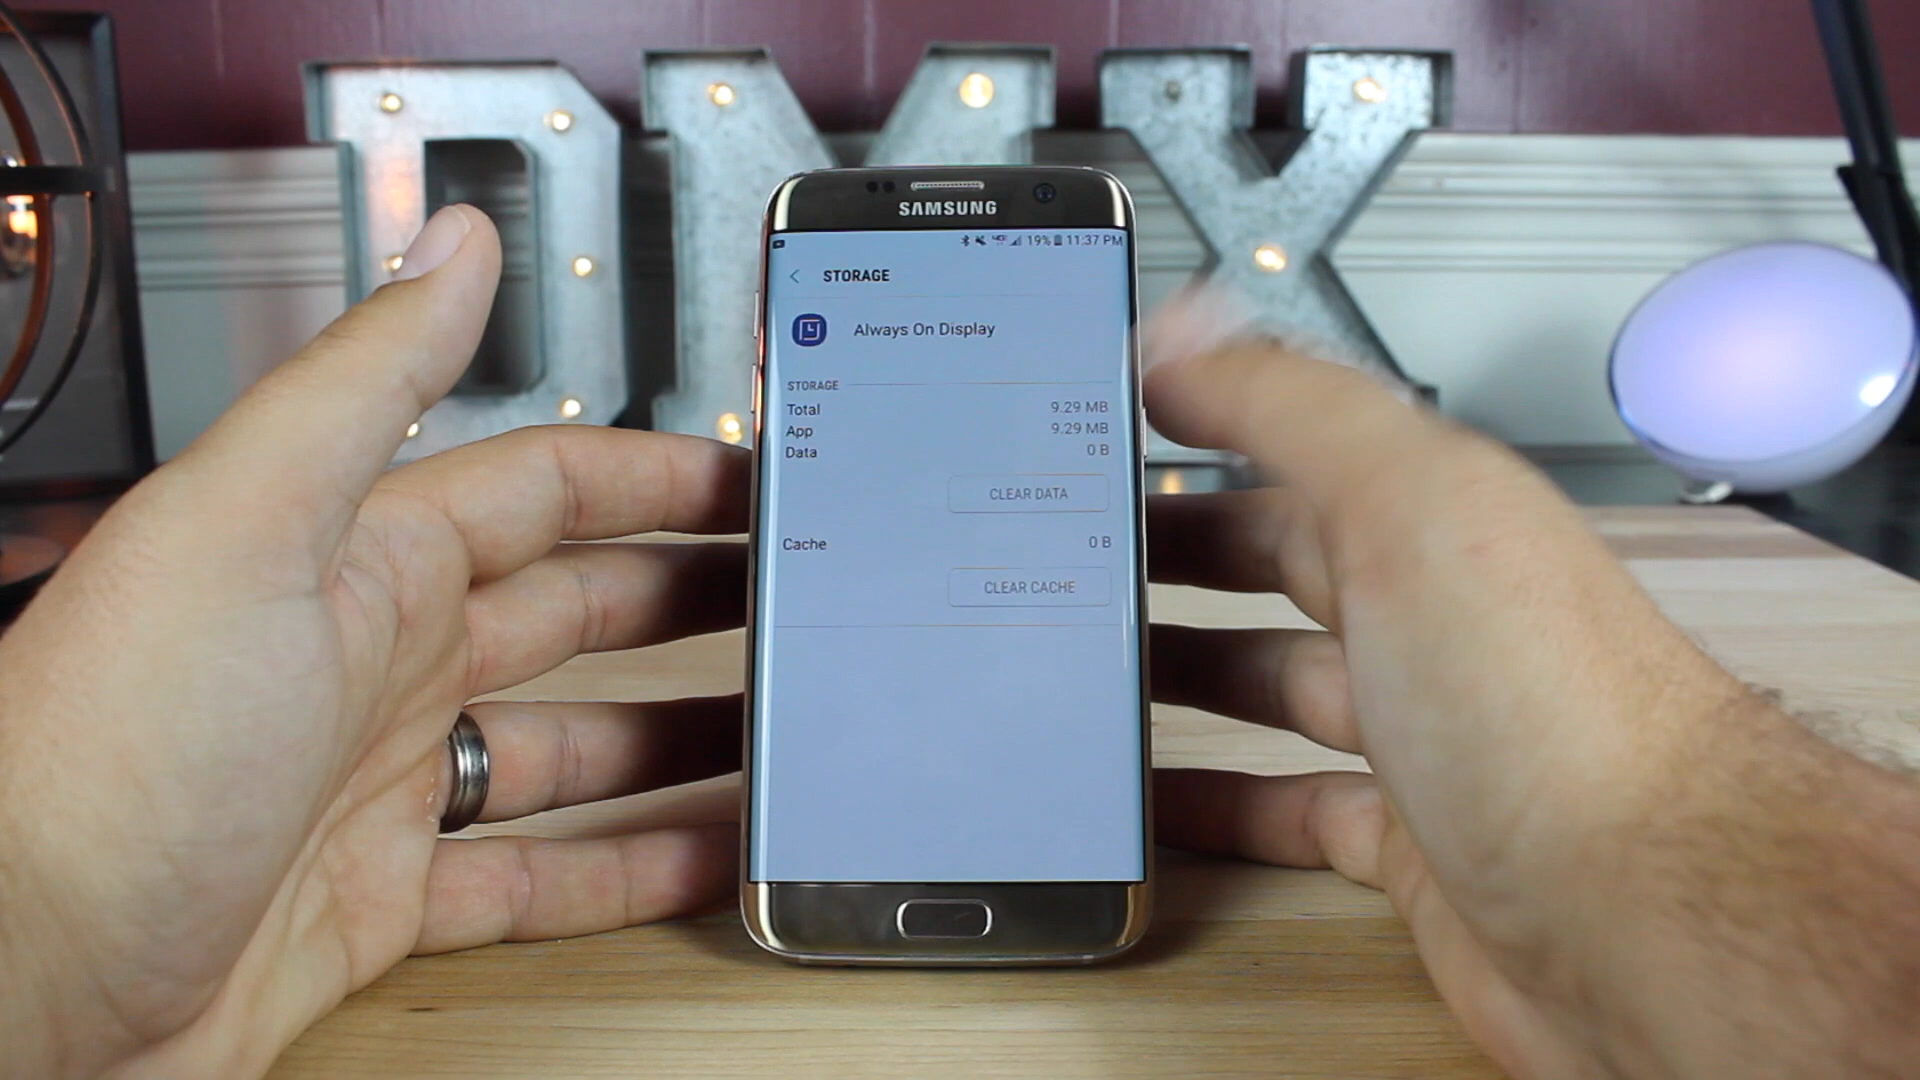 DMX
SAMSUNG
19% 11:37 PM
STORAGE
Always On Display
STORAGE
Total 9.29 MB
App 9.29 MB
Data 0 B
CLEAR DATA
Cache 0 B
CLEAR CACHE